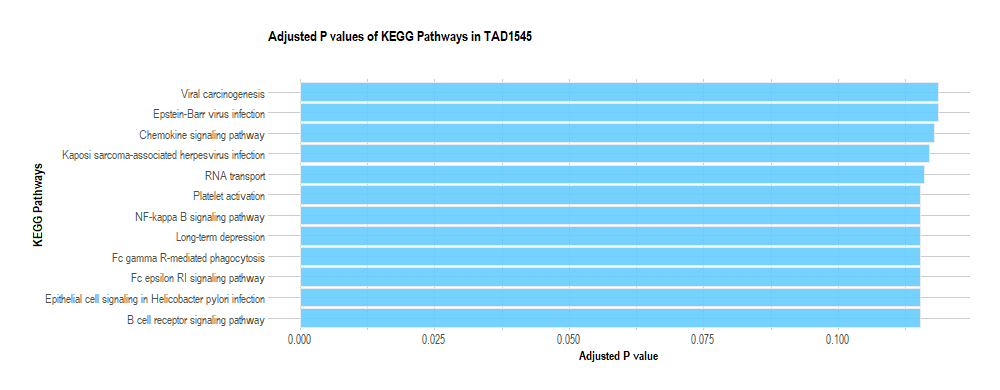 Adjusted P values of KEGG Pathways in TAD1545
KEGG Pathways
Viral carcinogenesis
Epstein-Barr virus infection
Chemokine signaling pathway
Kaposi sarcoma-associated herpesvirus infection
RNA transport
Platelet activation
NF-kappa B signaling pathway
Long-term depression
Fc gamma R-mediated phagocytosis
Fc epsilon RI signaling pathway
Epithelial cell signaling in Helicobacter pylori infection
B cell receptor signaling pathway
0.000 0.025 0.050 0.075 0.100
Adjusted P value